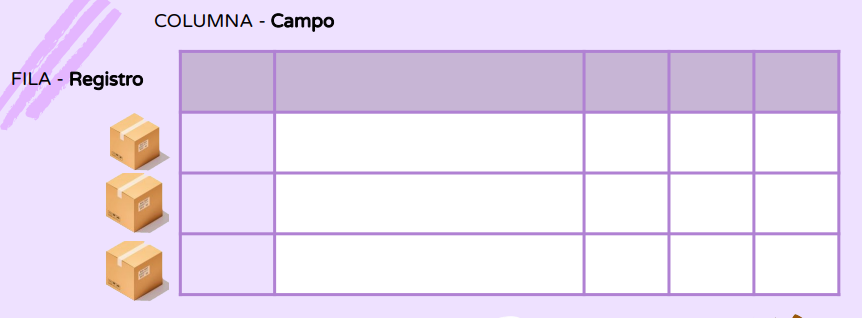 COLUMNA - Campo
FILA - Registro